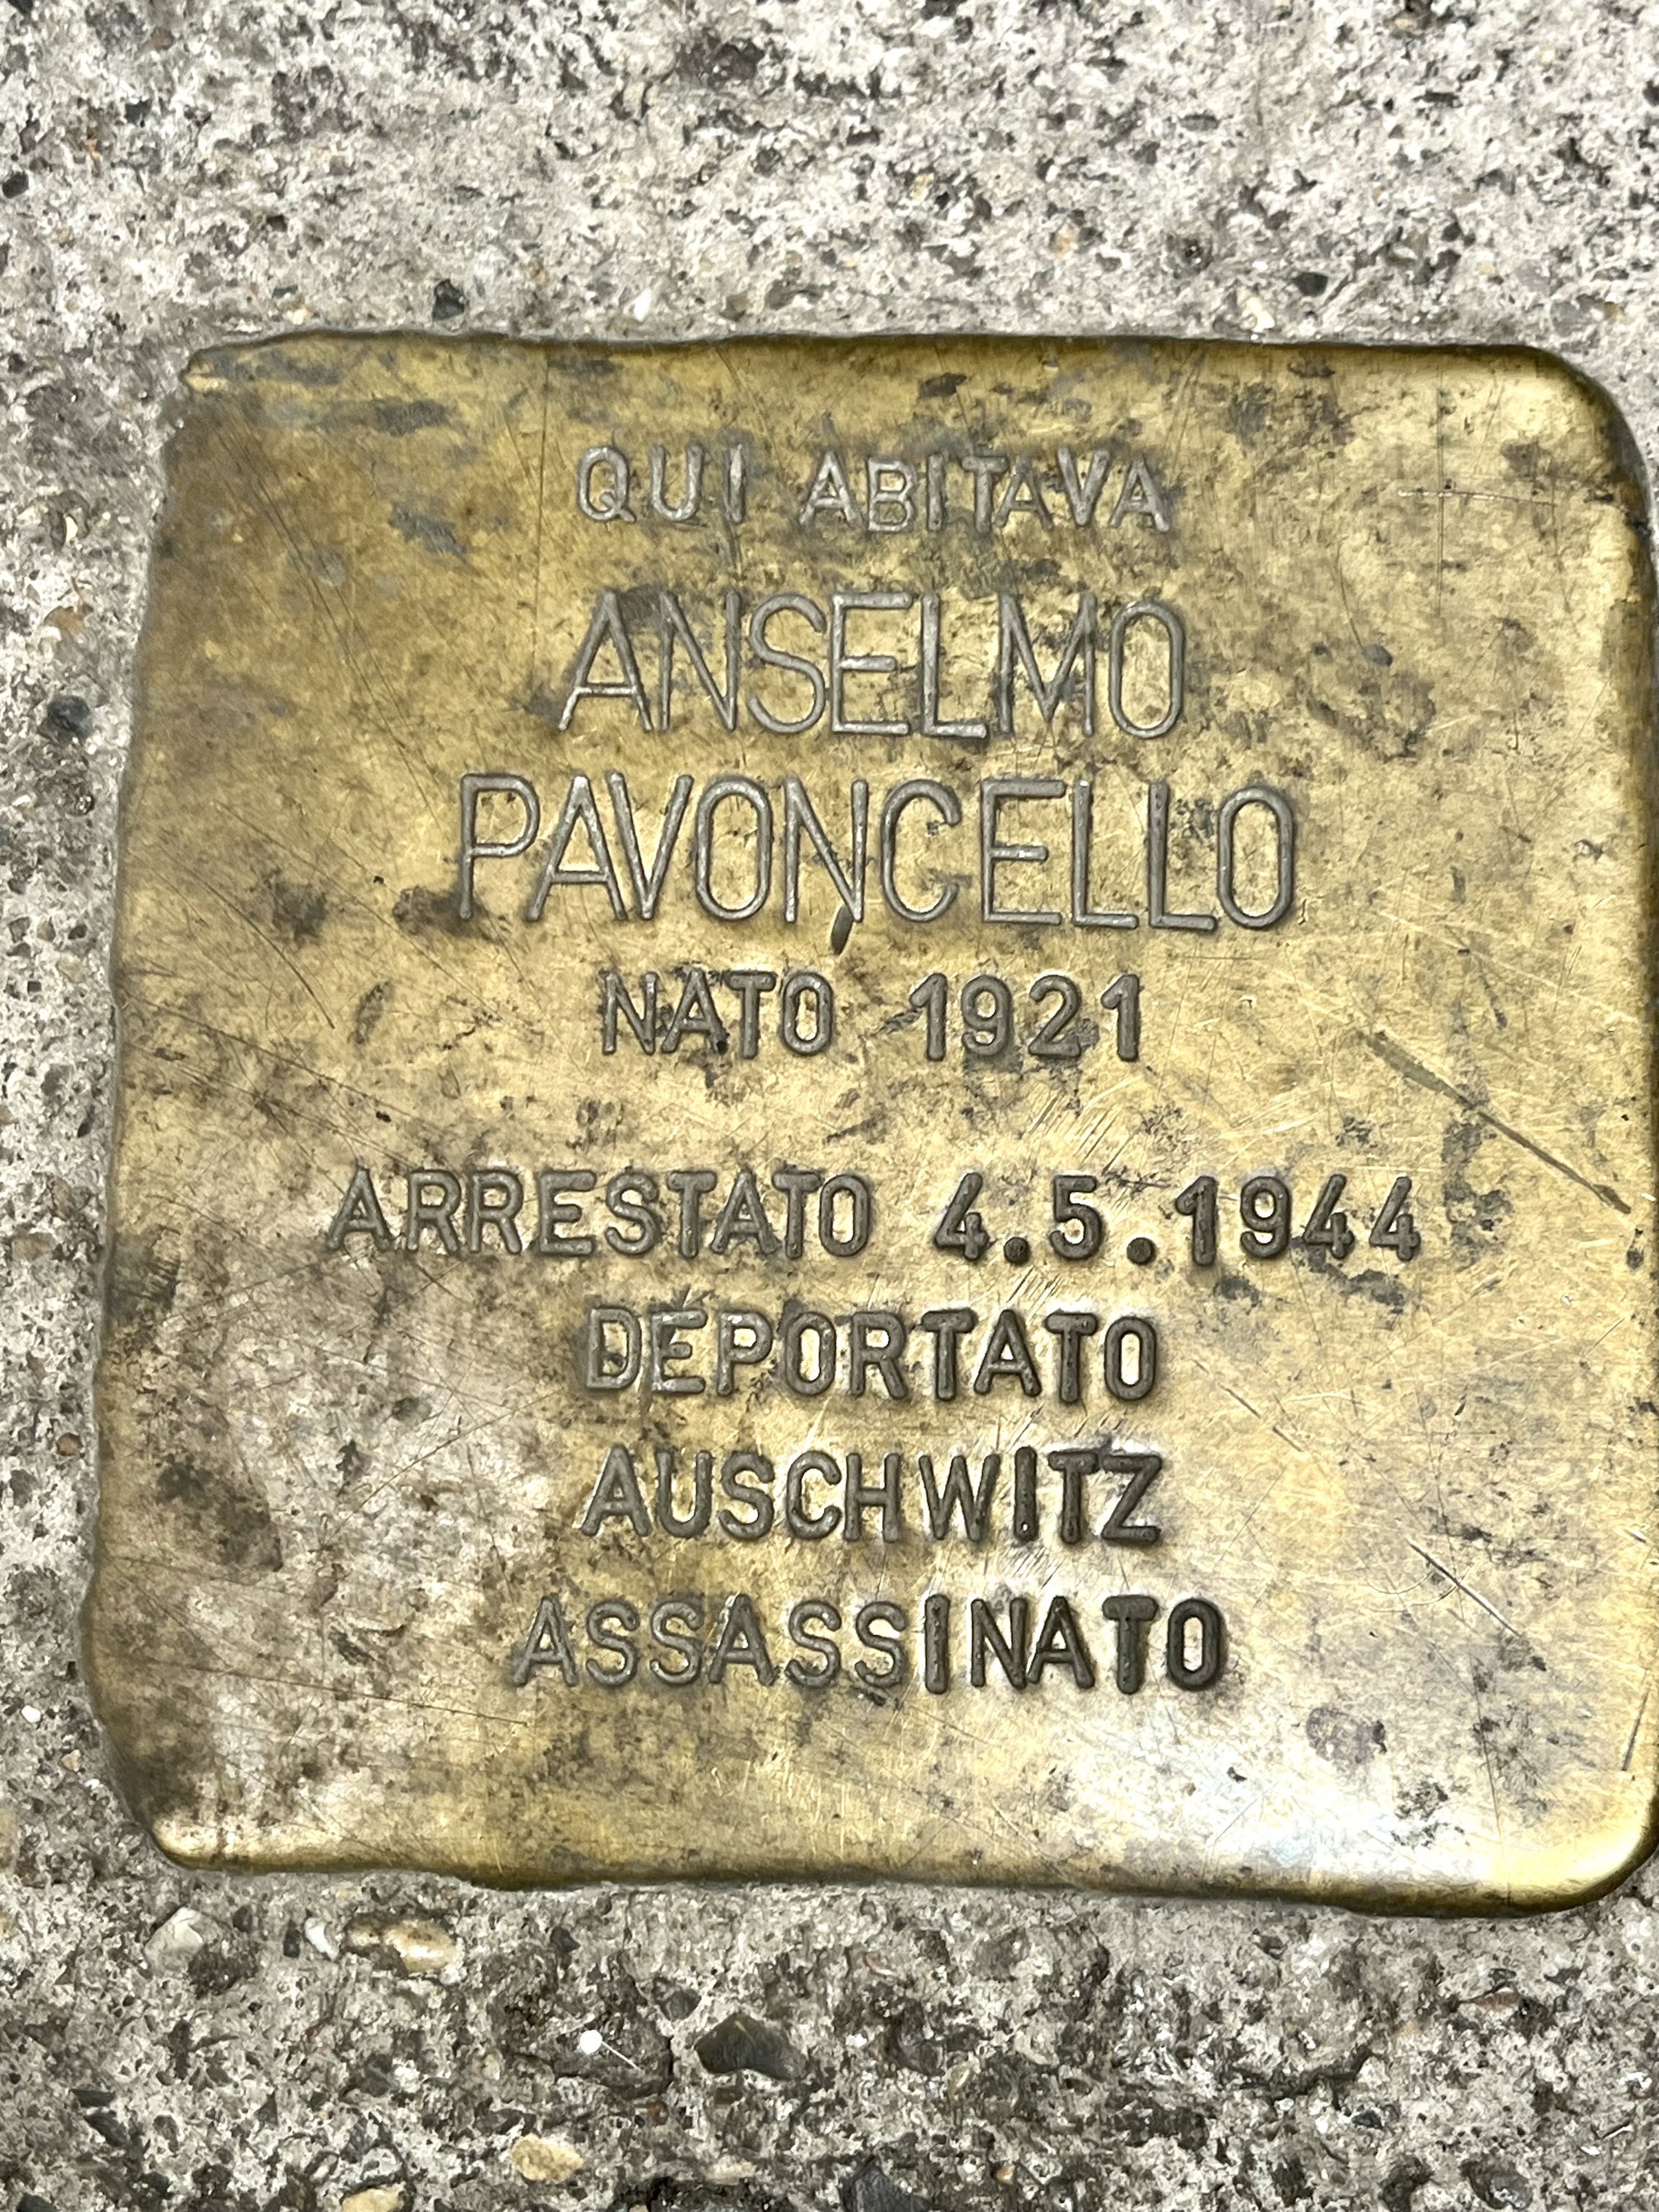 QUI ABITAVA
ANSELMO
PAVONCELLO
NATO 1921
ARRESTATO 4.5.1944
DEPORTATO
AUSCHWITZ
ASSASSINATO